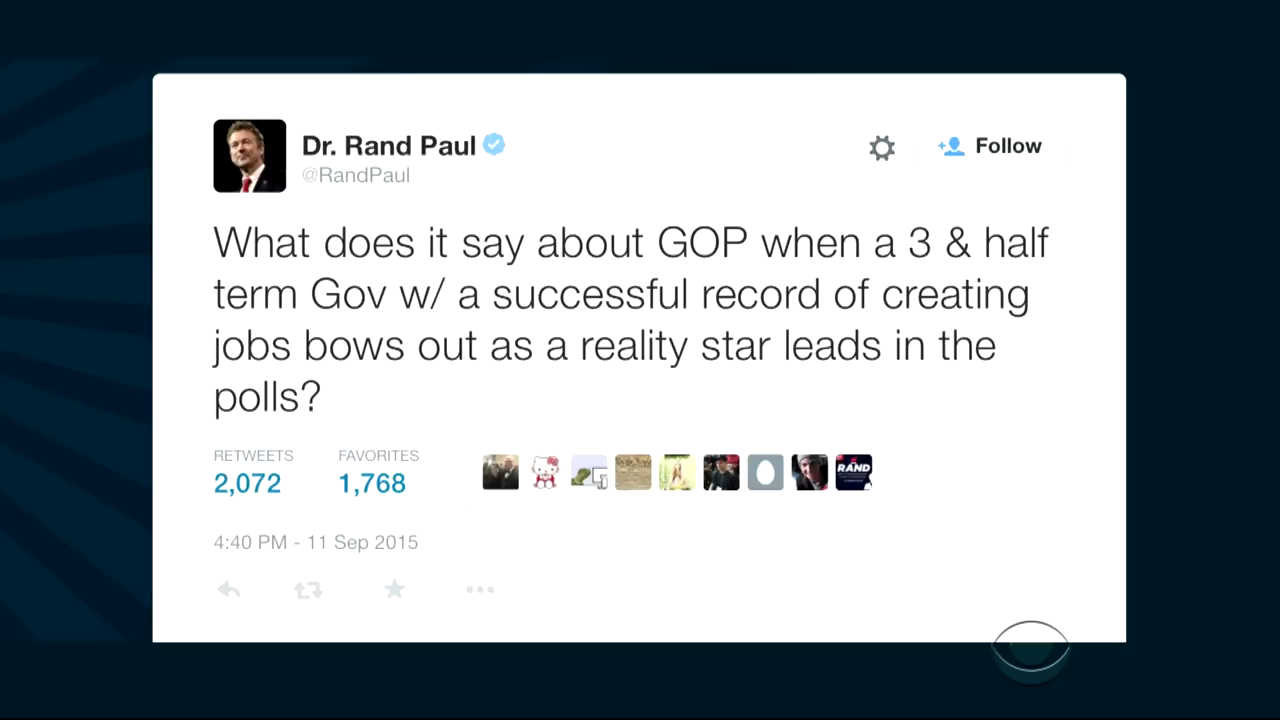 Dr. Rand Paul
@RandPaul
Follow
What does it say about GOP when a 3 & half
term Gov w/ a successful record of creating
jobs bows out as a reality star leads in the
polls?
RETWEETS FAVORITES
2,072 1,768
RAND
4:40 PM - 11 Sep 2015